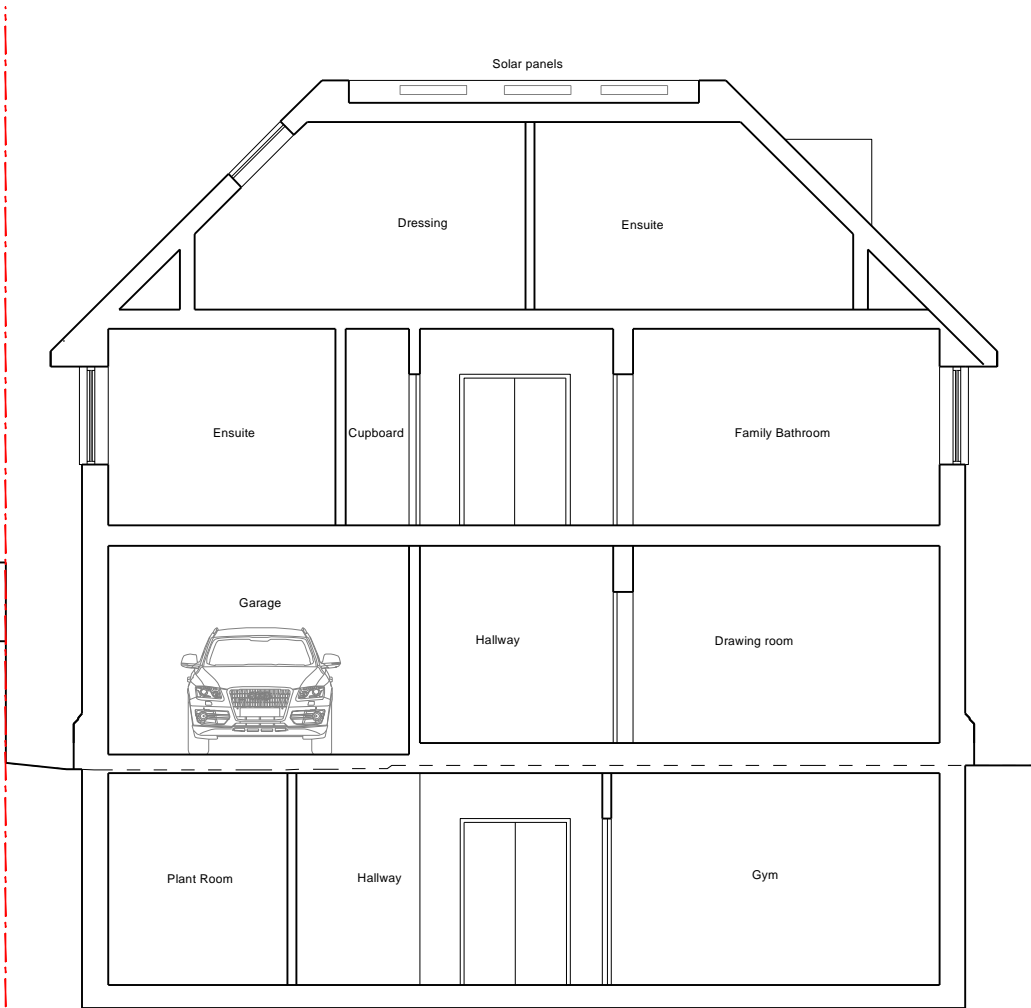 Solar panels
Dressing
Ensuite
Ensuite
Cupboard
Family Bathroom
Garage
Hallway
Drawing room
Plant Room
Hallway
Gym